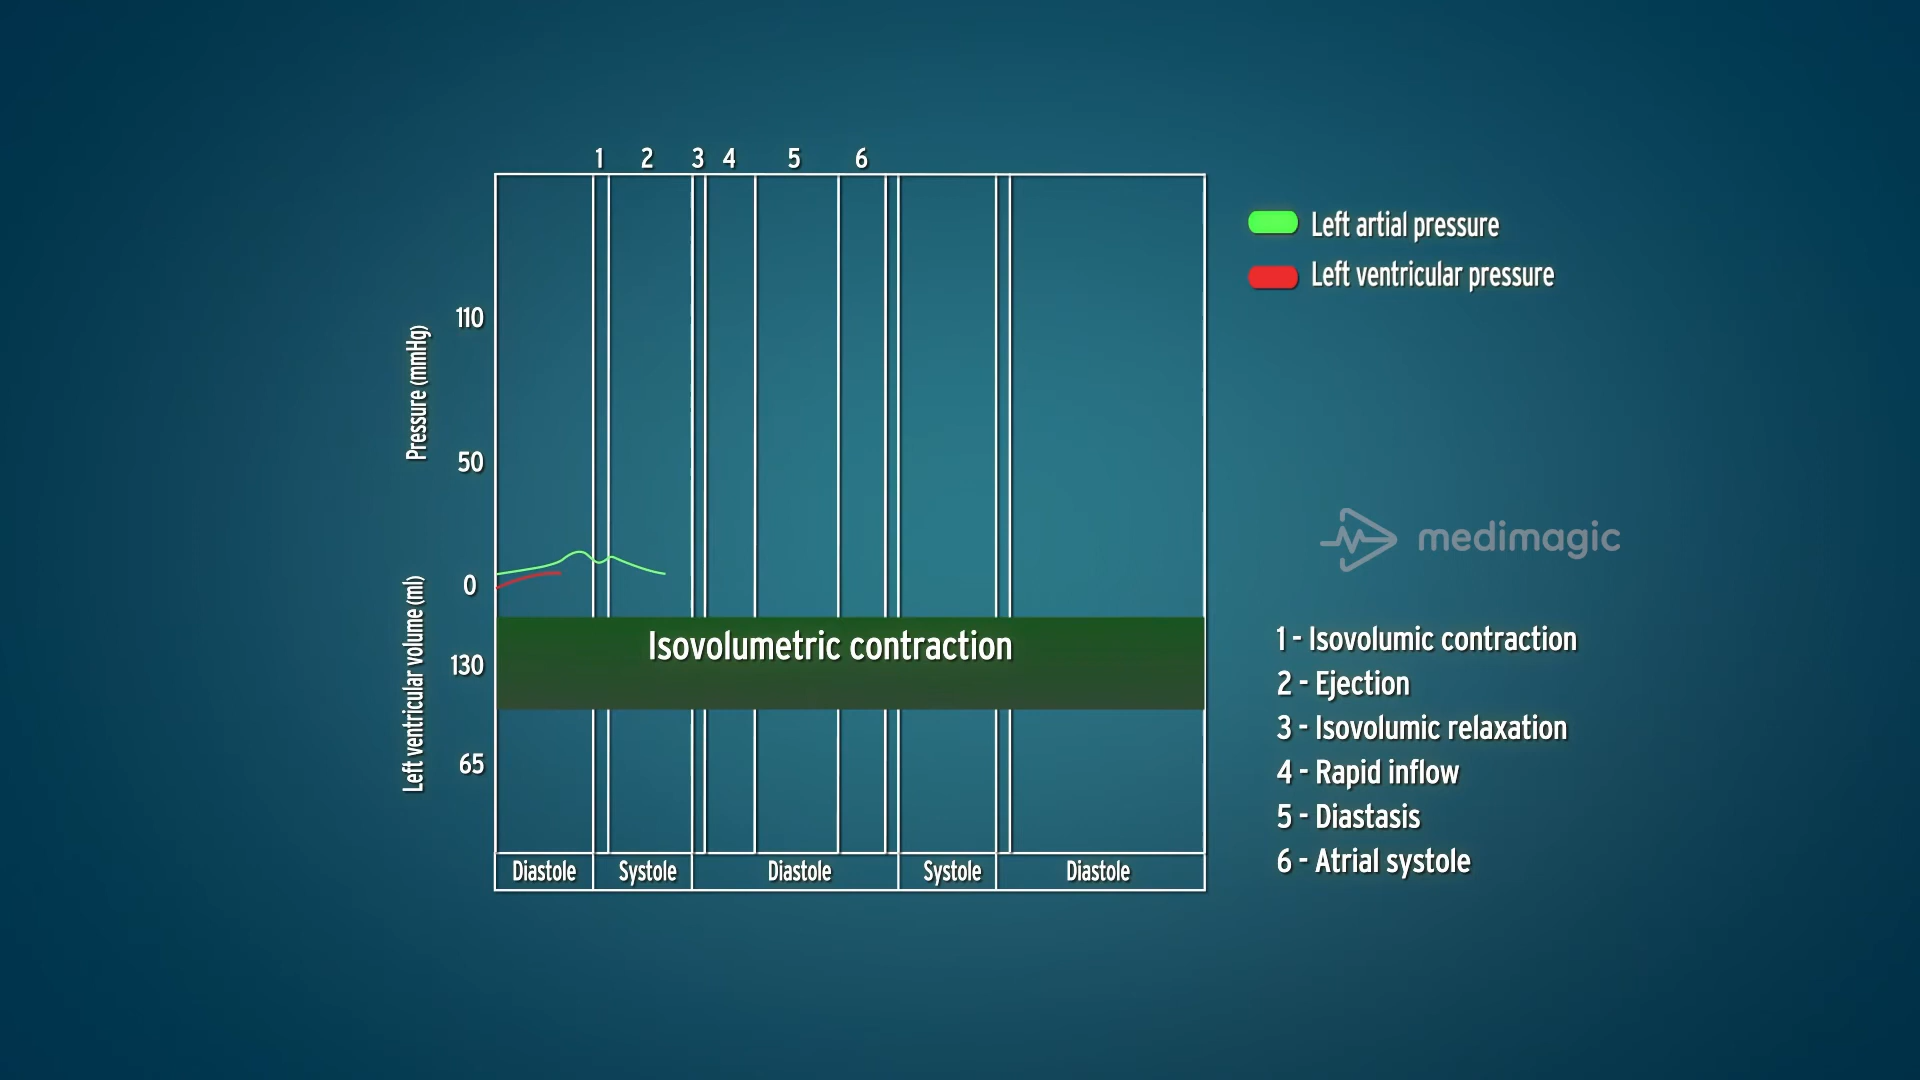 1 2 3 4 5 6
Left artial pressure
Left ventricular pressure
Pressure (mmHg)
110
50
0
Left ventricular volume (ml)
130
65
Isovolumetric contraction
medimagic
1 - Isovolumic contraction
2 - Ejection
3 - Isovolumic relaxation
4 - Rapid inflow
5 - Diastasis
6 - Atrial systole
Diastole Systole Diastole Systole Diastole